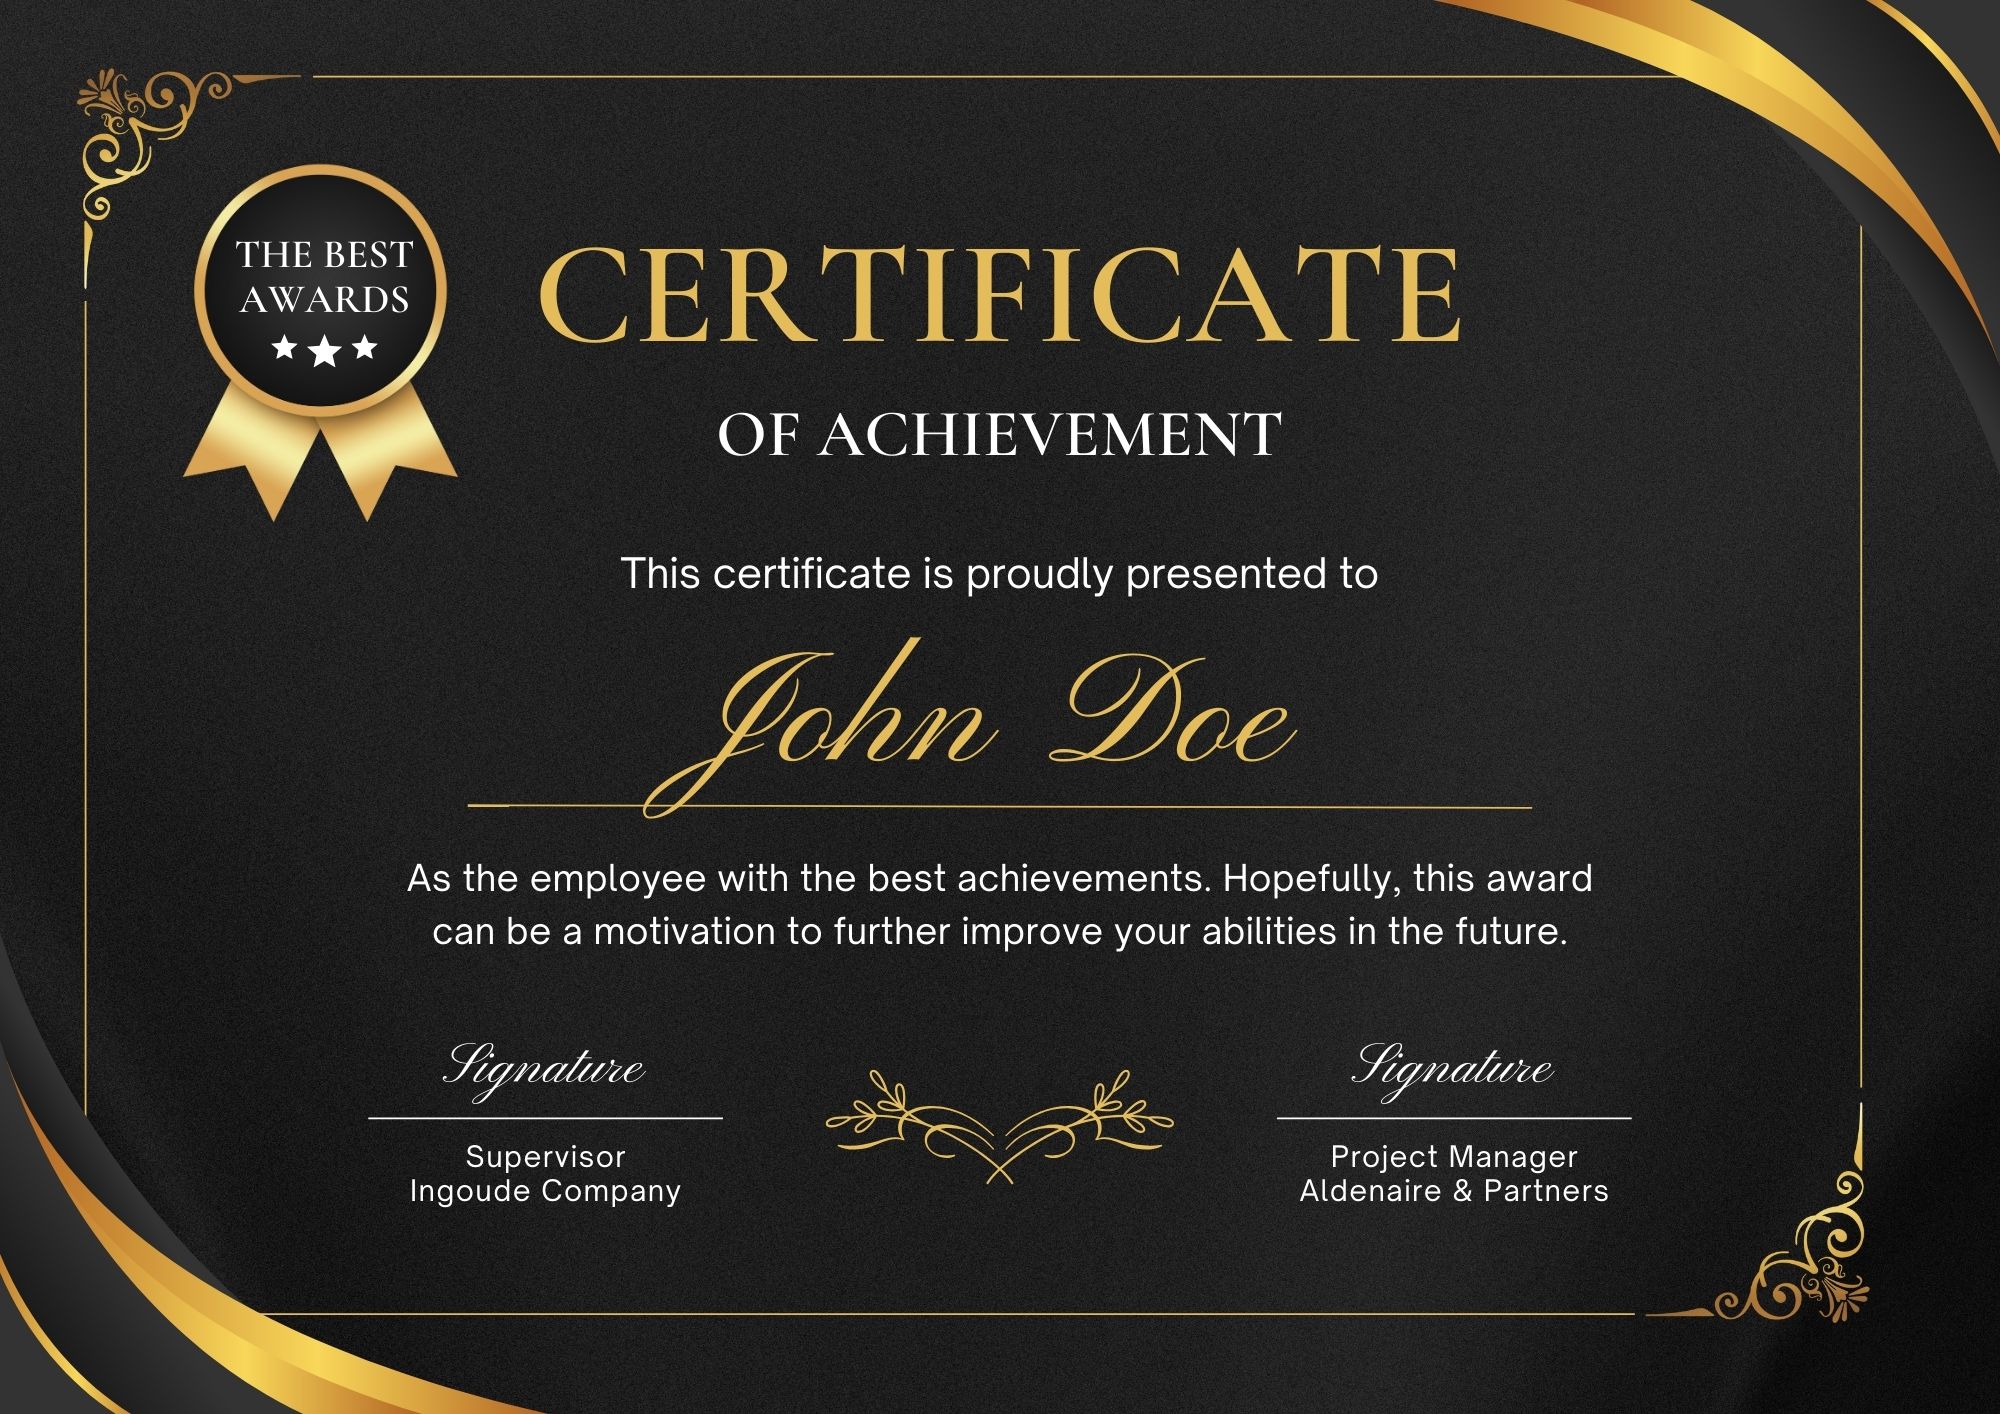 THE BEST
AWARDS
CERTIFICATE
OF ACHIEVEMENT
This certificate is proudly presented to
John Doe
As the employee with the best achievements. Hopefully, this award
can be a motivation to further improve your abilities in the future.
Signature
Supervisor
Ingoude Company
Signature
Project Manager
Aldenaire & Partners